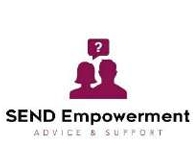 ?
SEND Empowerment
ADVICE & SUPPORT